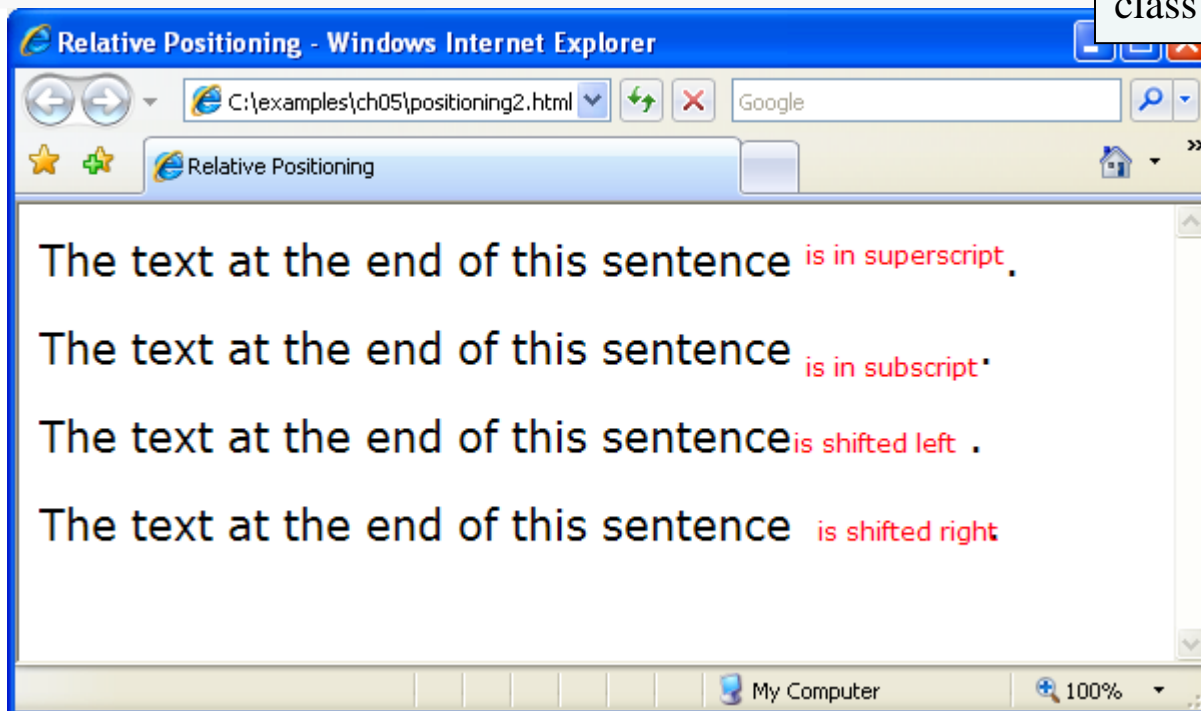 class
Relative Positioning - Windows Internet Explorer
C:\examples\ch05\positioning2.html
Google
Relative Positioning
The text at the end of this sentence is in superscript.
The text at the end of this sentence is in subscript.
The text at the end of this sentence is shifted left .
The text at the end of this sentence is shifted right.
My Computer
100%